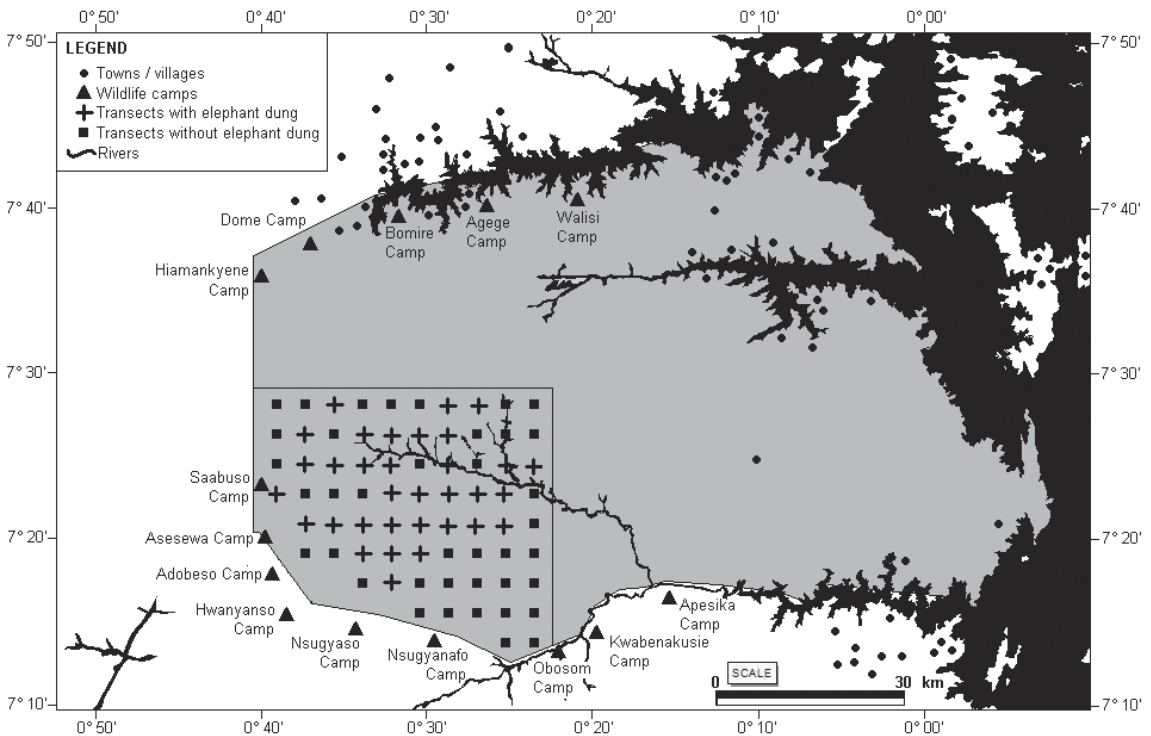 0° 50'
0° 40'
0° 30'
0° 20'
0° 10'
0° 00'
7° 50'
7° 50'
LEGEND
Towns / villages
Wildlife camps
Transects with elephant dung
Transects without elephant dung
Rivers
7° 40'
7° 40'
Dome Camp
Bomire
Camp
Agege
Camp
Walisi
Camp
Hiamankyene
Camp
7° 30'
7° 30'
Saabuso
Camp
7° 20'
7° 20'
Asesewa Camp
Adobeso Camp
Hwanyanso
Camp
Nsugyaso
Camp
Nsugyanafo
Camp
Obosom
Camp
Kwabenakusie
Camp
Apesika
Camp
SCALE
0 30 km
7° 10'
7° 10'
0° 50'
0° 40'
0° 30'
0° 20'
0° 10'
0° 00'